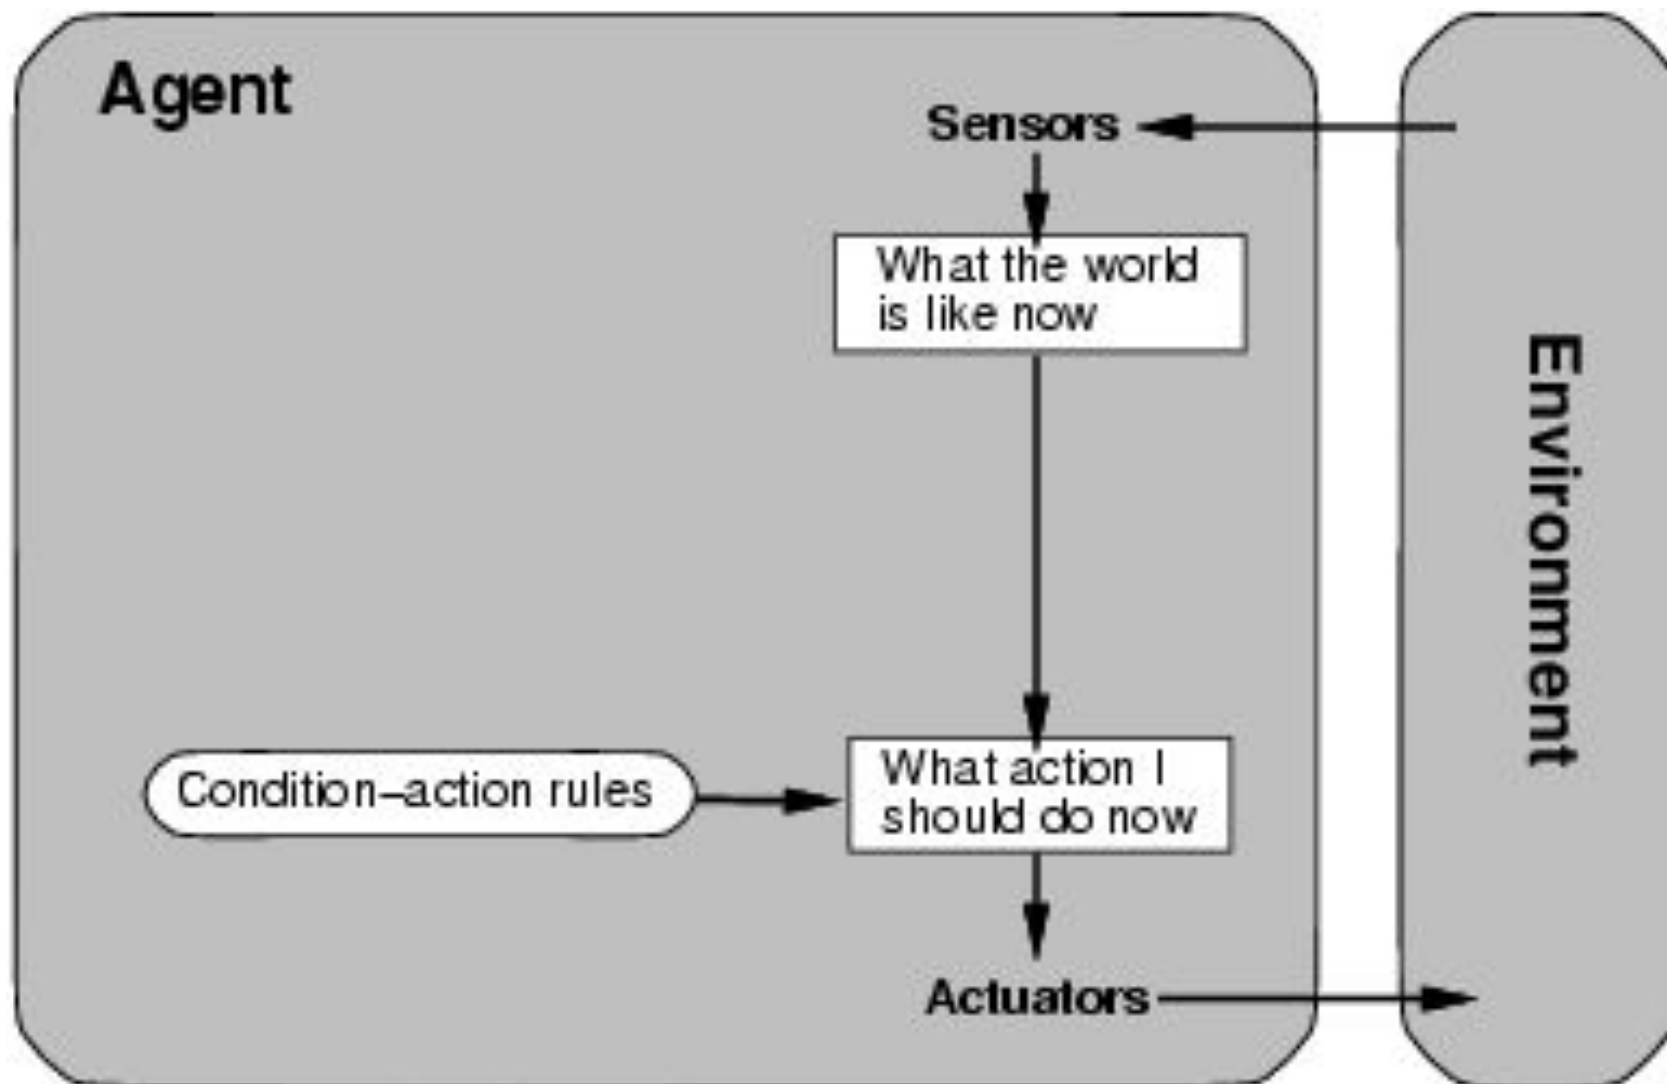 Agent
Sensors
What the world
is like now
Environment
Condition–action rules
What action I
should do now
Actuators